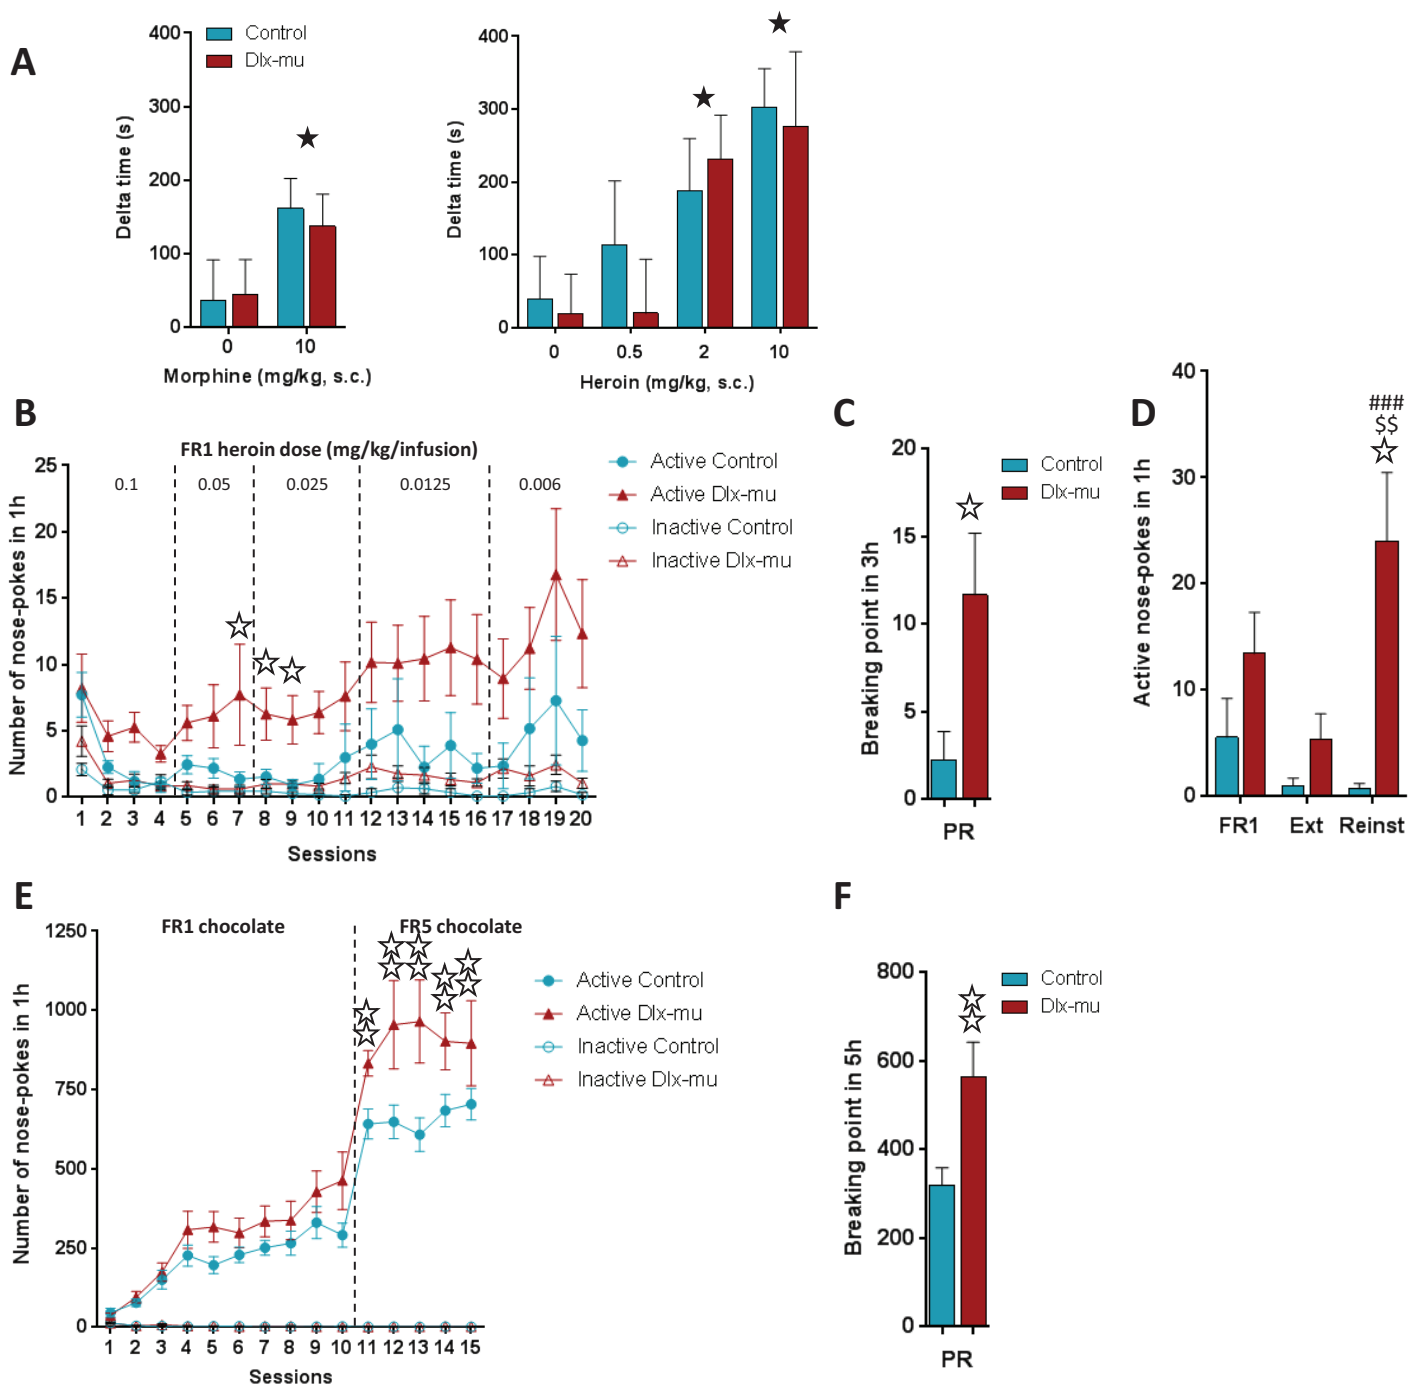 A
Control
Dlx-mu
400
300
200
100
0
Delta time (s)
0 10
Morphine (mg/kg, s.c.)
400
300
200
100
0
Delta time (s)
0 0.5 2 10
Heroin (mg/kg, s.c.)
B
FR1 heroin dose (mg/kg/infusion)
0.1 0.05 0.025 0.0125 0.006
25
20
15
10
5
0
Number of nose-pokes in 1h
1 2 3 4 5 6 7 8 9 10 11 12 13 14 15 16 17 18 19 20
Sessions
Active Control
Active Dlx-mu
Inactive Control
Inactive Dlx-mu
C
20
15
10
5
0
Breaking point in 3h
PR
Control
Dlx-mu
D
40
30
20
10
0
Active nose-pokes in 1h
###
$$
FR1 Ext Reinst
E
FR1 chocolate FR5 chocolate
1250
1000
750
500
250
0
Number of nose-pokes in 1h
1 2 3 4 5 6 7 8 9 10 11 12 13 14 15
Sessions
Active Control
Active Dlx-mu
Inactive Control
Inactive Dlx-mu
F
800
600
400
200
0
Breaking point in 5h
PR
Control
Dlx-mu